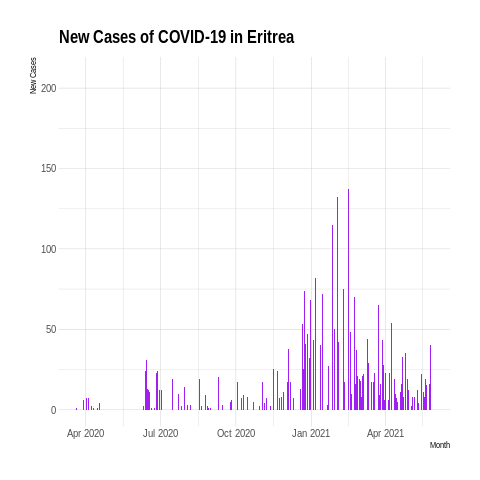 New Cases of COVID-19 in Eritrea
New Cases
200
150
100
50
0
Apr 2020 Jul 2020 Oct 2020 Jan 2021 Apr 2021
Month